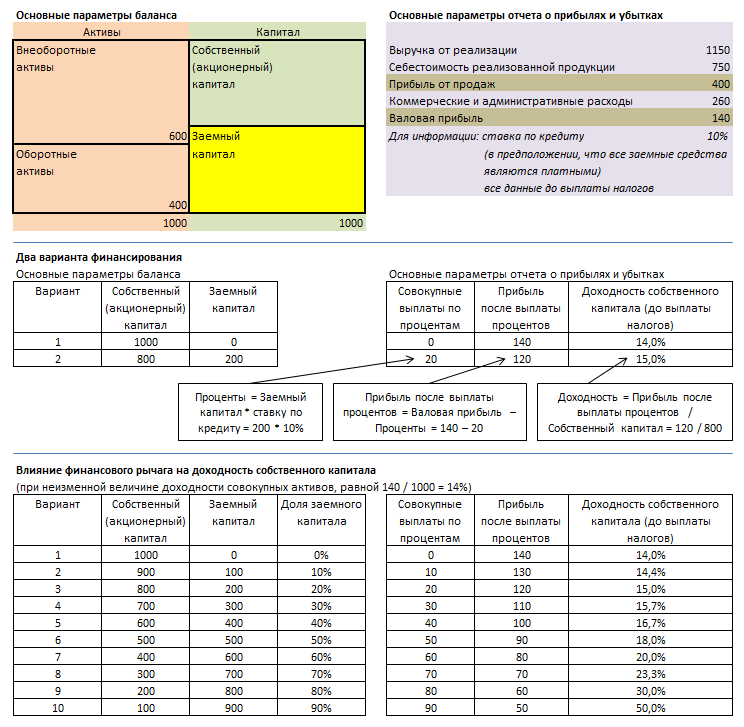 Основные параметры баланса
Активы Капитал
Внеоборотные
активы
600
Собственный
(акционерный)
капитал
Оборотные
активы
400
Заемный
капитал
1000 1000
Основные параметры отчета о прибылях и убытках
Выручка от реализации 1150
Себестоимость реализованной продукции 750
Прибыль от продаж 400
Коммерческие и административные расходы 260
Валовая прибыль 140
Для информации: ставка по кредиту 10%
(в предположении, что все заемные средства
являются платными)
все данные до выплаты налогов
Два варианта финансирования
Основные параметры баланса
Вариант Собственный (акционерный) капитал Заемный капитал
1 1000 0
2 800 200
Основные параметры отчета о прибылях и убытках
Совокупные выплаты по процентам Прибыль после выплаты процентов Доходность собственного капитала (до выплаты налогов)
0 140 14,0%
20 120 15,0%
Проценты = Заемный
капитал * ставку по
кредиту = 200 * 10%
Прибыль после выплаты
процентов = Валовая прибыль –
Проценты = 140 – 20
Доходность = Прибыль после
выплаты процентов /
Собственный капитал = 120 / 800
Влияние финансового рычага на доходность собственного капитала
(при неизменной величине доходности совокупных активов, равной 140 / 1000 = 14%)
Вариант Собственный (акционерный) капитал Заемный капитал Доля заемного капитала
1 1000 0 0%
2 900 100 10%
3 800 200 20%
4 700 300 30%
5 600 400 40%
6 500 500 50%
7 400 600 60%
8 300 700 70%
9 200 800 80%
10 100 900 90%
Совокупные выплаты по процентам Прибыль после выплаты процентов Доходность собственного капитала (до выплаты налогов)
0 140 14,0%
10 130 14,4%
20 120 15,0%
30 110 15,7%
40 100 16,7%
50 90 18,0%
60 80 20,0%
70 70 23,3%
80 60 30,0%
90 50 50,0%